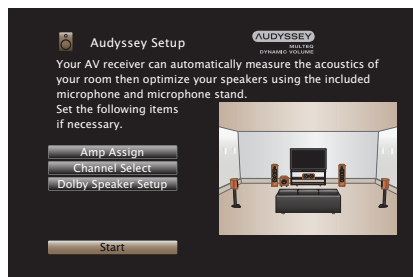 Audyssey Setup
AUDYSSEY
MULTEQ
DYNAMIC VOLUME
Your AV receiver can automatically measure the acoustics of
your room then optimize your speakers using the included
microphone and microphone stand.
Set the following items
if necessary.
Amp Assign
Channel Select
Dolby Speaker Setup
Start